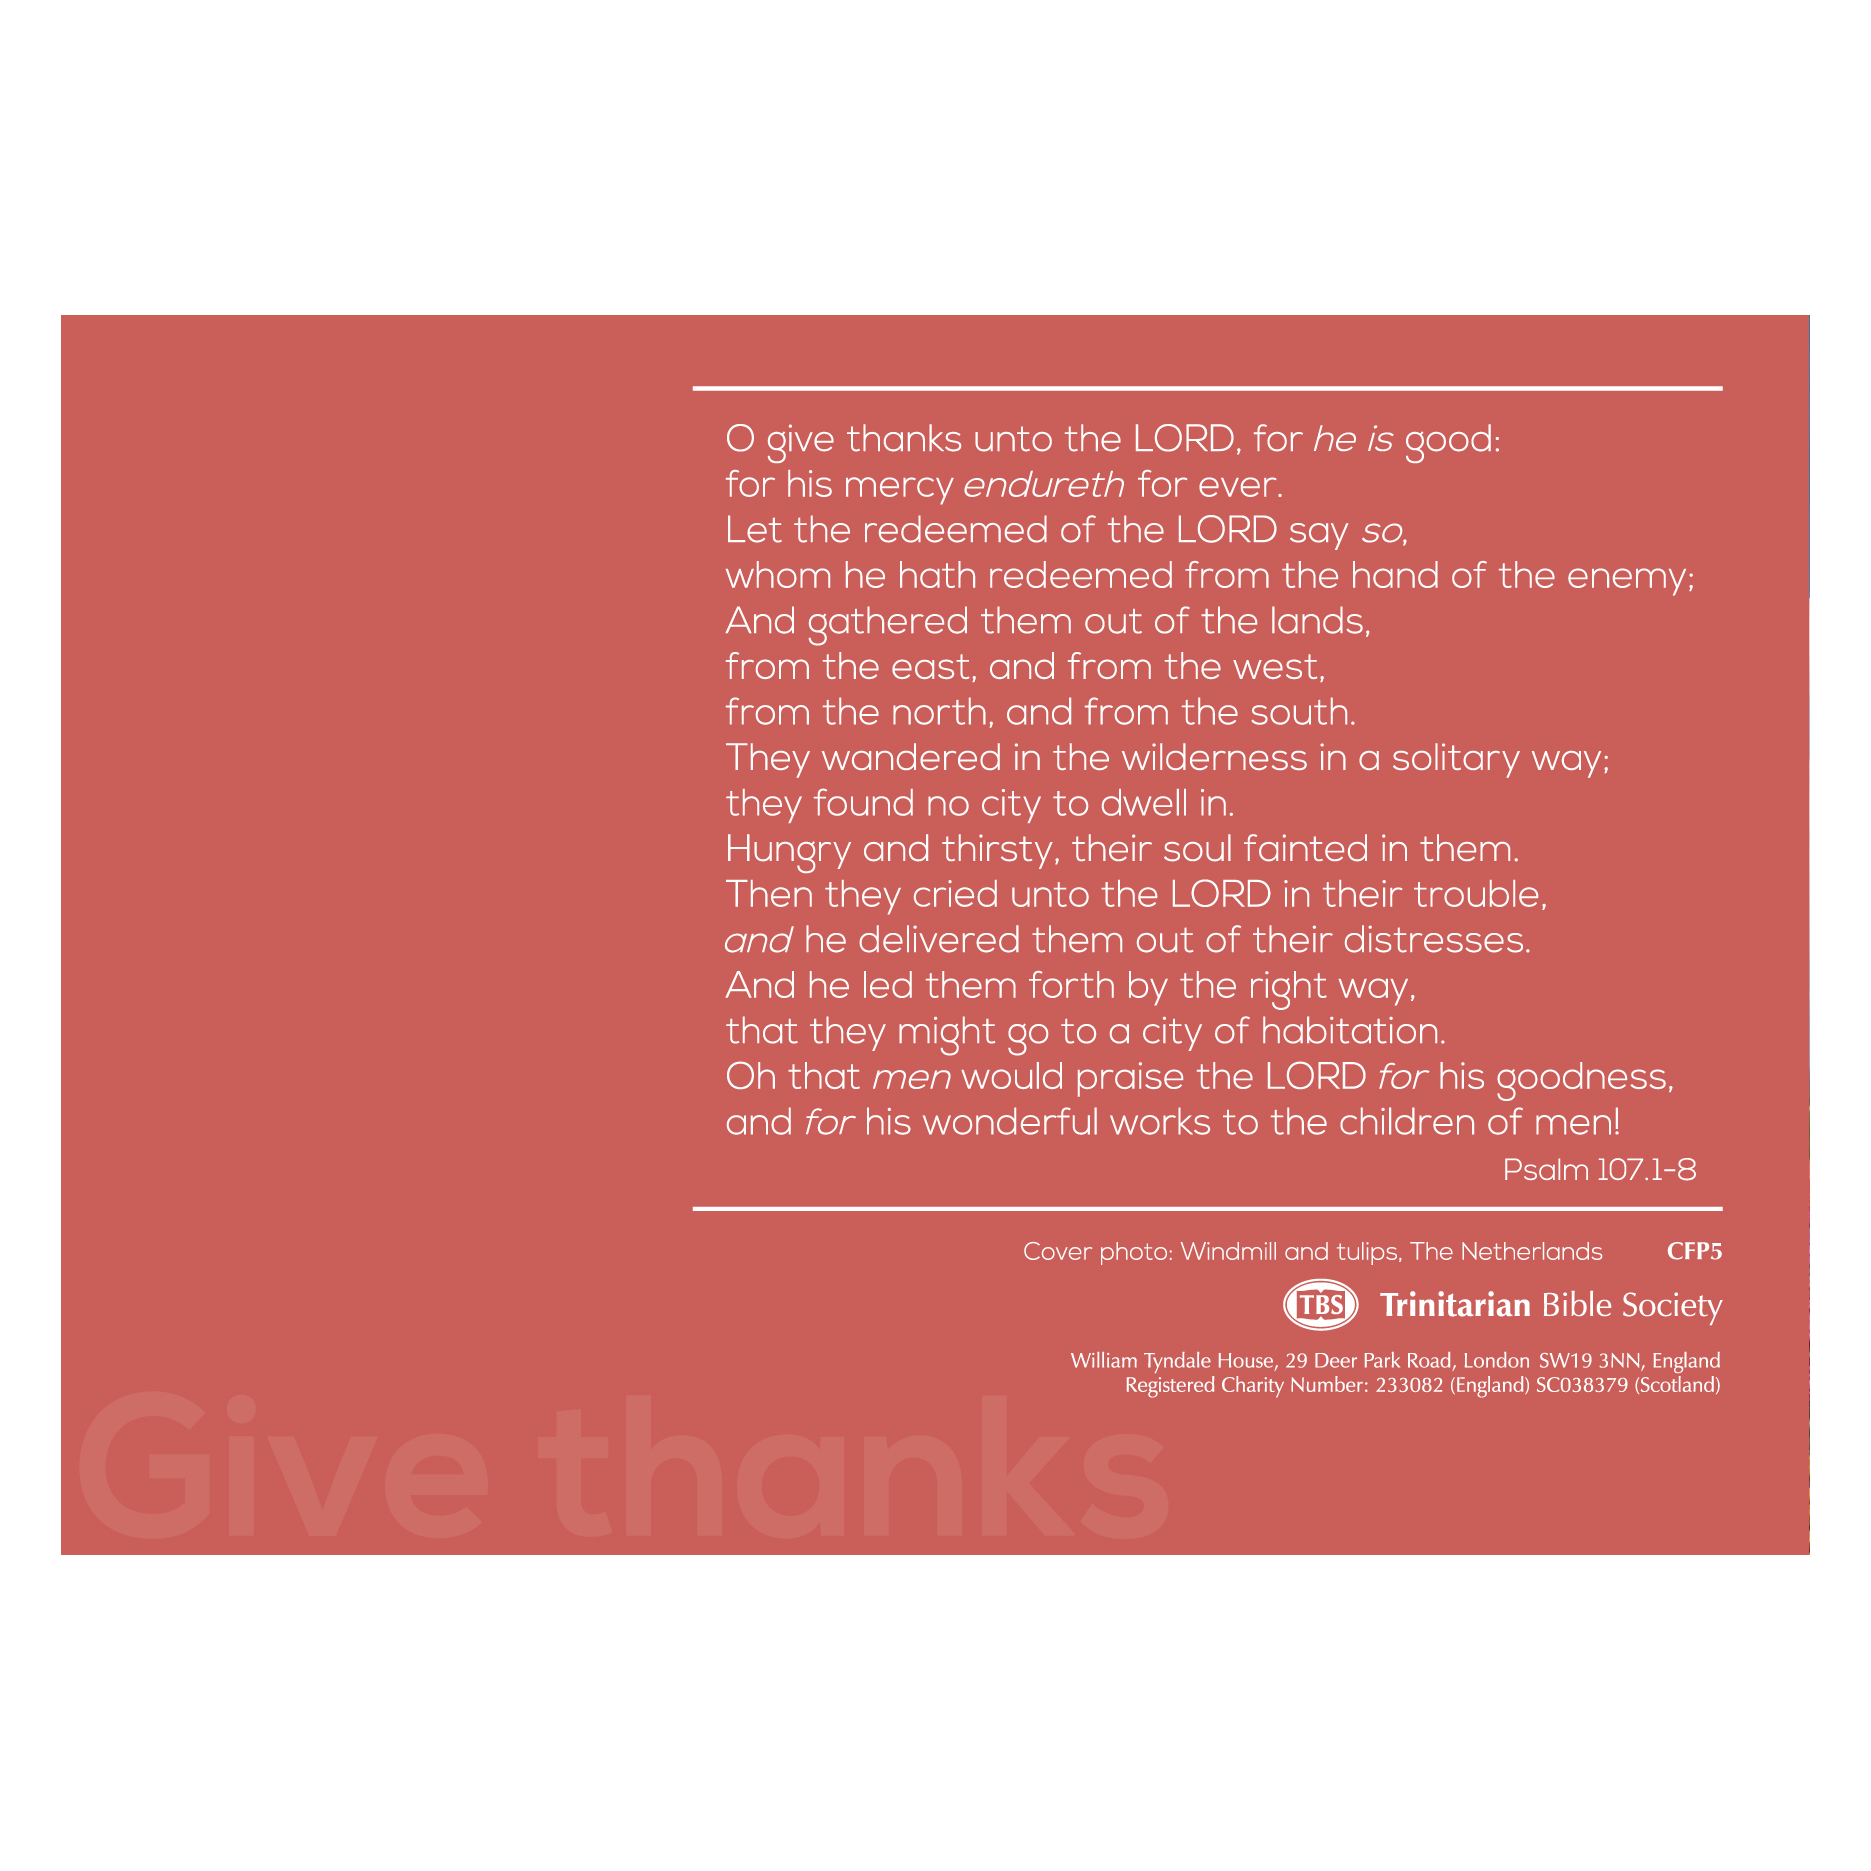 O give thanks unto the LORD, for he is good:
for his mercy endureth for ever.
Let the redeemed of the LORD say so,
whom he hath redeemed from the hand of the enemy;
And gathered them out of the lands,
from the east, and from the west,
from the north, and from the south.
They wandered in the wilderness in a solitary way;
they found no city to dwell in.
Hungry and thirsty, their soul fainted in them.
Then they cried unto the LORD in their trouble,
and he delivered them out of their distresses.
And he led them forth by the right way,
that they might go to a city of habitation.
Oh that men would praise the LORD for his goodness,
and for his wonderful works to the children of men!
Psalm 107.1-8
Cover photo: Windmill and tulips, The Netherlands CFP5
TBS Trinitarian Bible Society
William Tyndale House, 29 Deer Park Road, London SW19 3NN, England
Registered Charity Number: 233082 (England) SC038379 (Scotland)
Give thanks